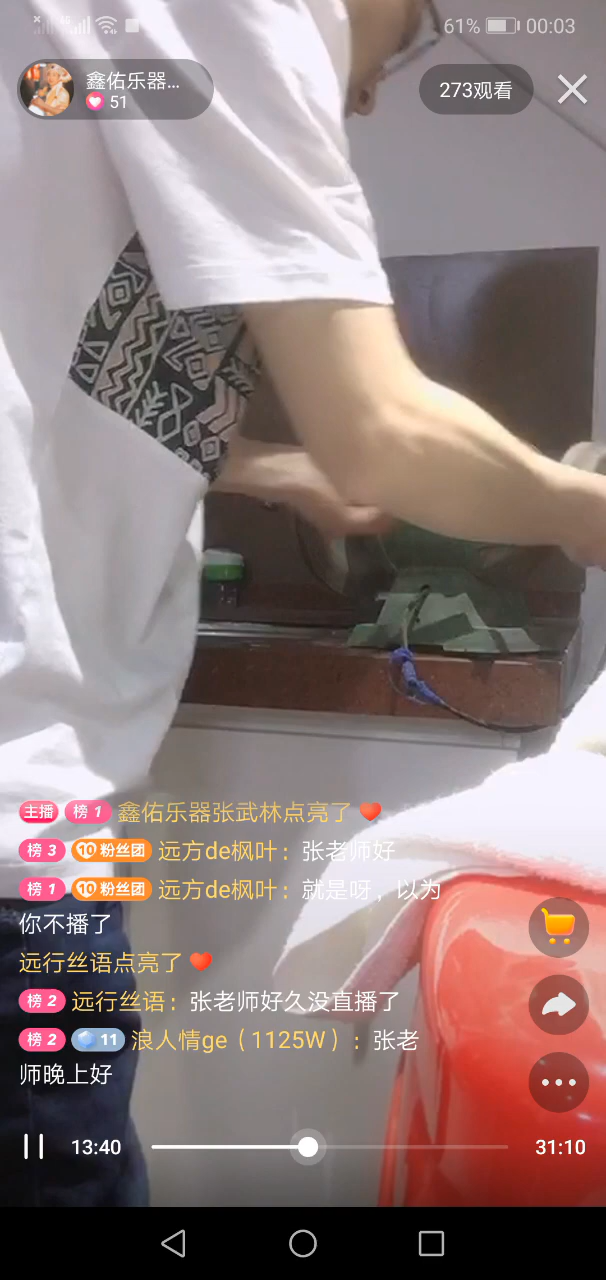 61% 00:03
鑫佑乐器...
51
273观看
主播 榜 1 鑫佑乐器张武林点亮了
榜 3 10 粉丝团 远方de枫叶：张老师好
榜 1 10 粉丝团 远方de枫叶：就是呀，以为
你不播了
远行丝语点亮了
榜 2 远行丝语：张老师好久没直播了
榜 2 11 浪人情ge（1125W）：张老
师晚上好
13:40 31:10